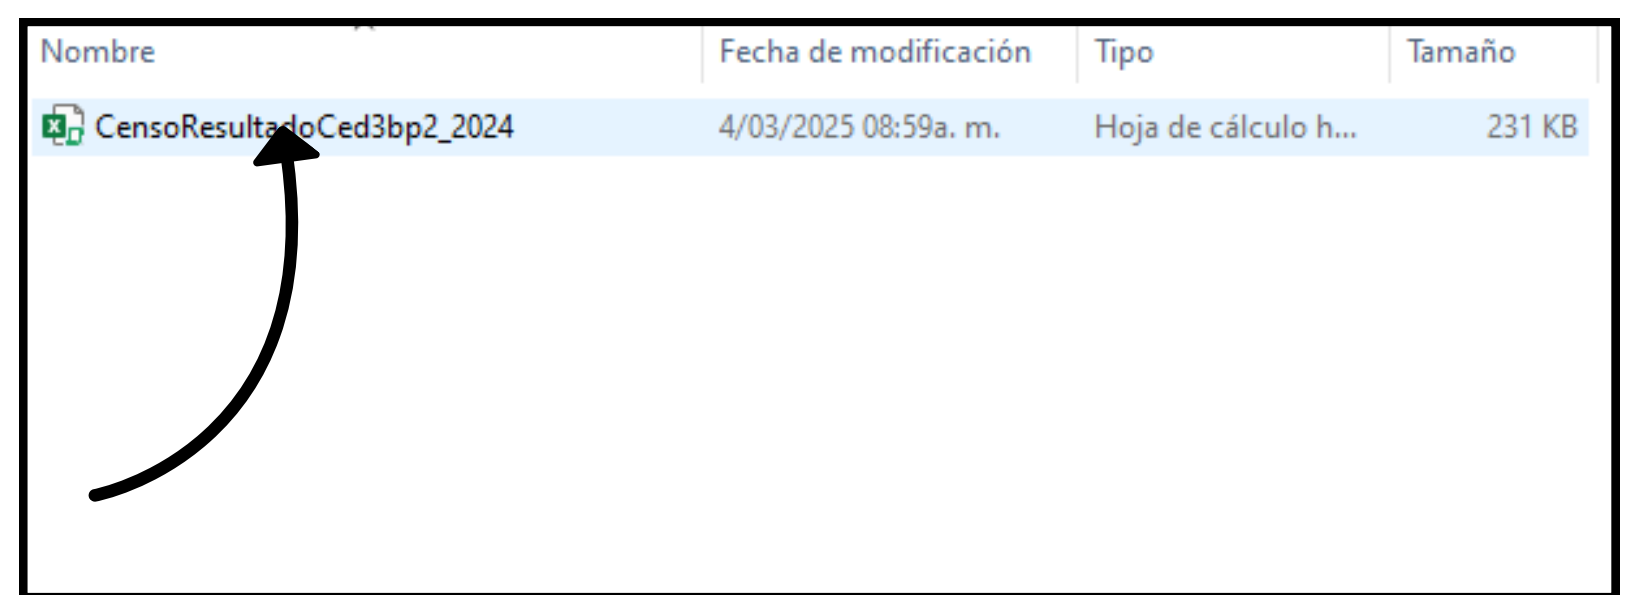 Nombre Fecha de modificación Tipo Tamaño
CensoResultadoCed3bp2_2024 4/03/2025 08:59a. m. Hoja de cálculo h... 231 KB